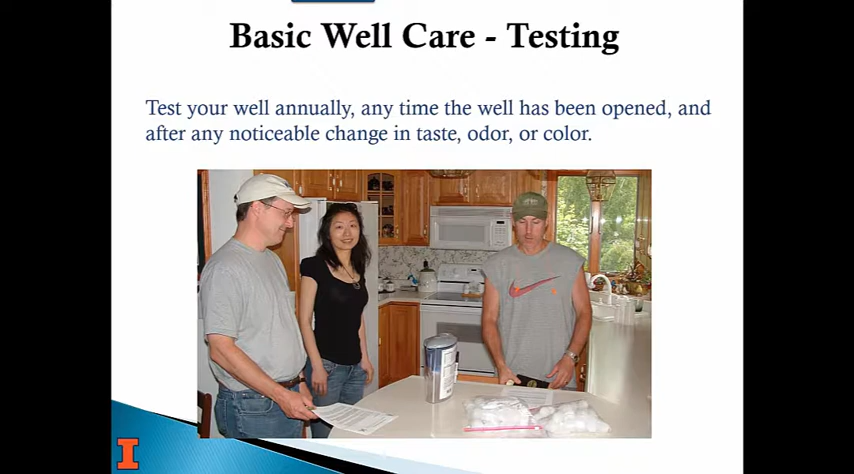 Basic Well Care - Testing
Test your well annually, any time the well has been opened, and
after any noticeable change in taste, odor, or color.
I